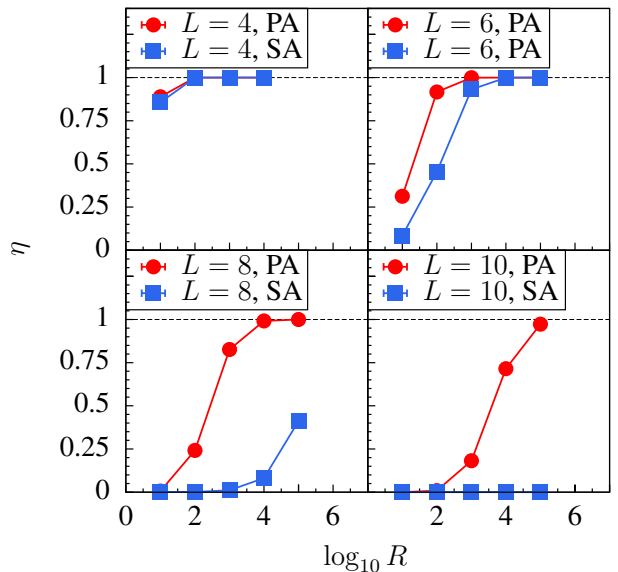 L = 4, PA
L = 4, SA
L = 6, PA
L = 6, PA
1
0.75
0.5
0.25
0
η
L = 8, PA
L = 8, SA
L = 10, PA
L = 10, SA
1
0.75
0.5
0.25
0
0 2 4 6 2 4 6
log₁₀ R